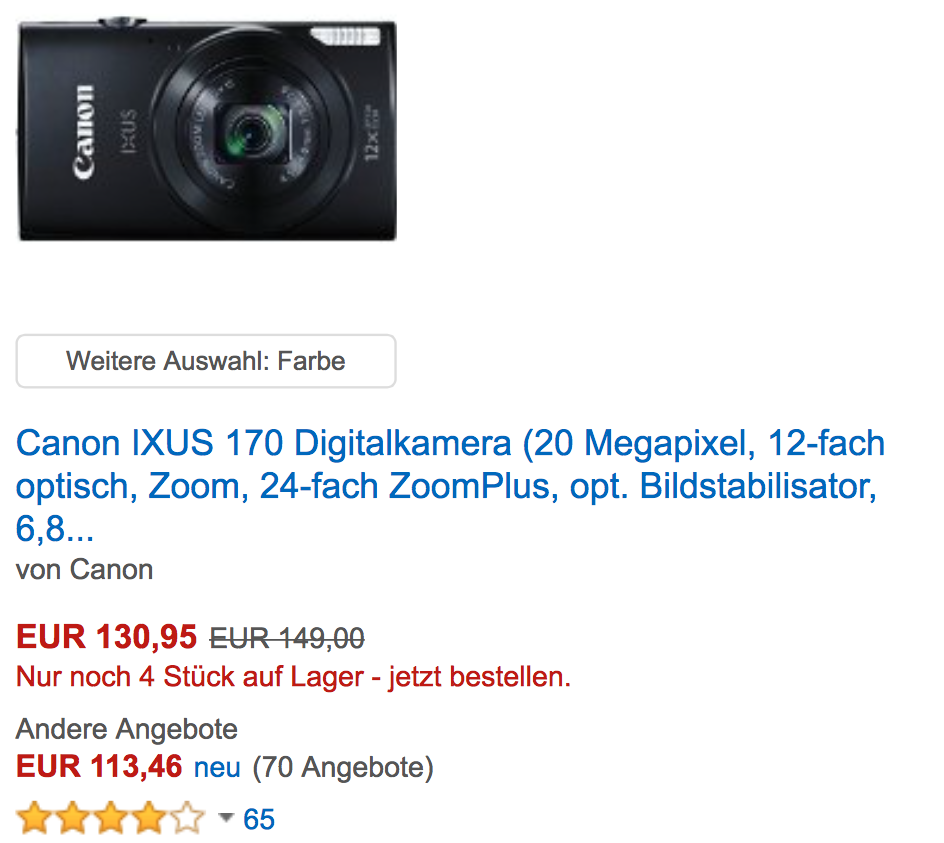 Canon
IXUS
12x
Weitere Auswahl: Farbe
Canon IXUS 170 Digitalkamera (20 Megapixel, 12-fach
optisch, Zoom, 24-fach ZoomPlus, opt. Bildstabilisator,
6,8...
von Canon
EUR 130,95 EUR 149,00
Nur noch 4 Stück auf Lager - jetzt bestellen.
Andere Angebote
EUR 113,46 neu (70 Angebote)
65